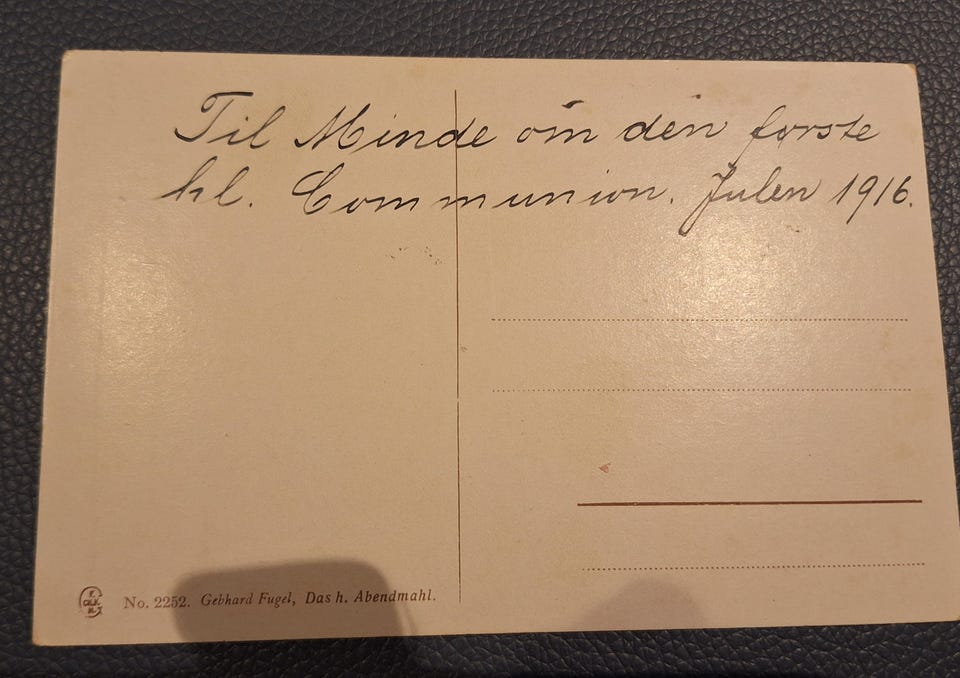 Til Minde om den første
hl. Communion. Julen 1916.
No. 2252. Gebhard Fugel, Das h. Abendmahl.